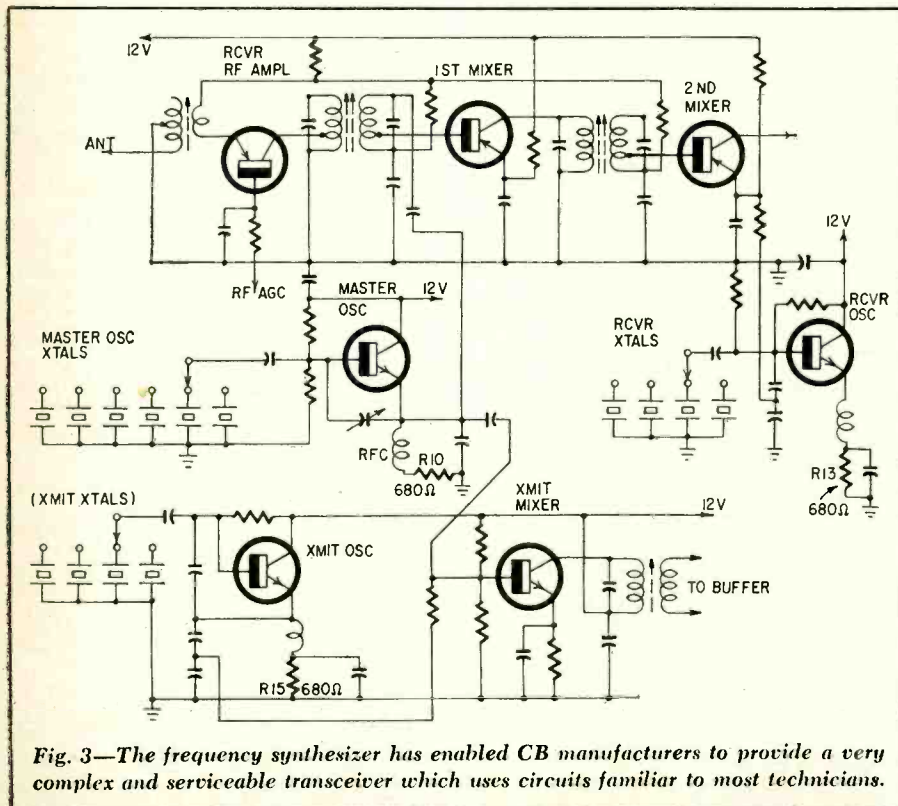 12V
RCVR
RF AMPL
1ST MIXER
2ND
MIXER
ANT
RF AGC
MASTER
OSC
12V
12V
RCVR
OSC
MASTER OSC
XTALS
RCVR
XTALS
RFC
R10
680Ω
R13
680Ω
(XMIT XTALS)
XMIT OSC
XMIT
MIXER
12V
TO BUFFER
R15
680Ω
Fig. 3—The frequency synthesizer has enabled CB manufacturers to provide a very
complex and serviceable transceiver which uses circuits familiar to most technicians.